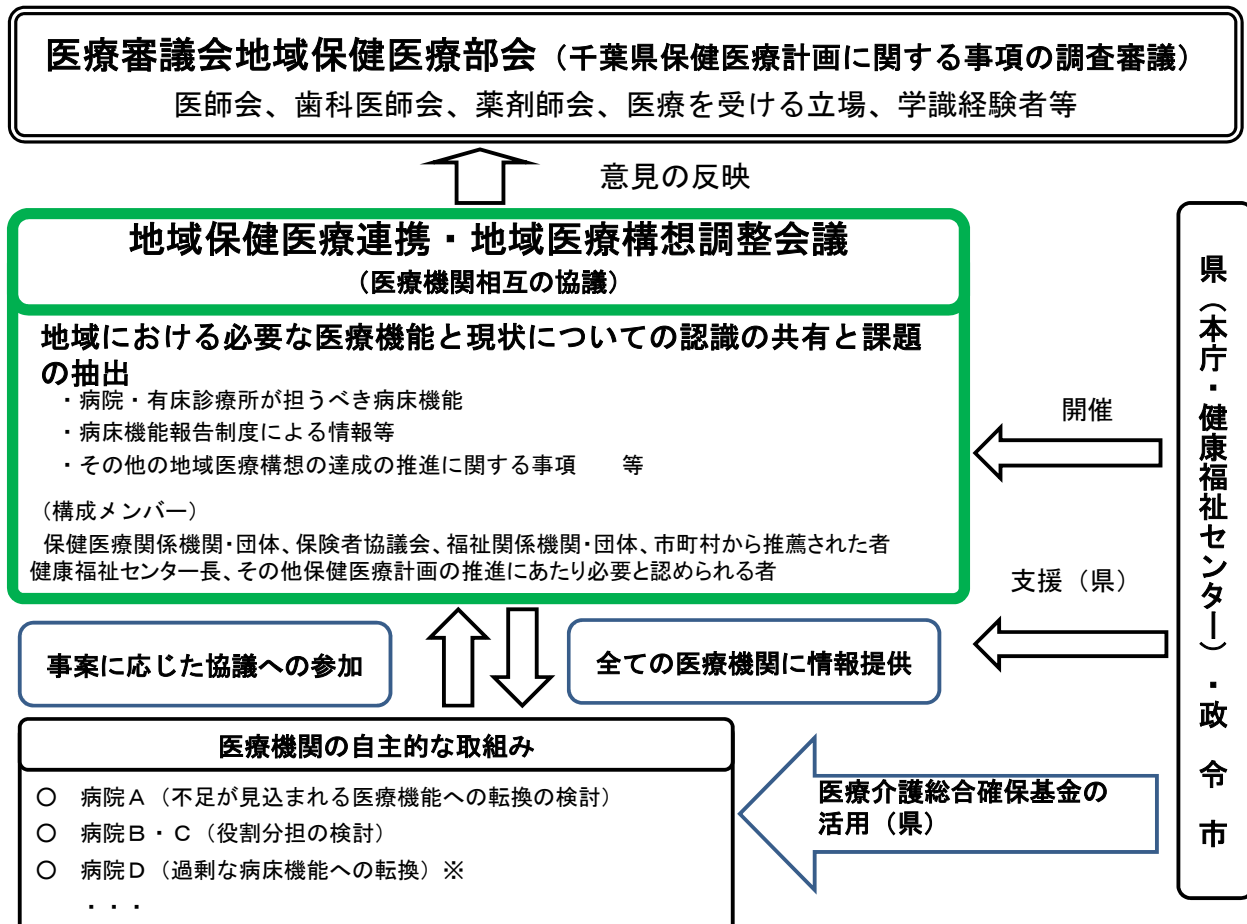 医療審議会地域保健医療部会（千葉県保健医療計画に関する事項の調査審議）
医師会、歯科医師会、薬剤師会、医療を受ける立場、学識経験者等
意見の反映
地域保健医療連携・地域医療構想調整会議
（医療機関相互の協議）
地域における必要な医療機能と現状についての認識の共有と課題
の抽出
・病院・有床診療所が担うべき病床機能
・病床機能報告制度による情報等
・その他の地域医療構想の達成の推進に関する事項　　等
（構成メンバー）
保健医療関係機関・団体、保険者協議会、福祉関係機関・団体、市町村から推薦された者
健康福祉センター長、その他保健医療計画の推進にあたり必要と認められる者
開催
支援（県）
県（本庁・健康福祉センター）・政令市
事案に応じた協議への参加
全ての医療機関に情報提供
医療機関の自主的な取組み
○　病院Ａ（不足が見込まれる医療機能への転換の検討）
○　病院Ｂ・Ｃ（役割分担の検討）
○　病院Ｄ（過剰な病床機能への転換）※
・・・
医療介護総合確保基金の
活用（県）